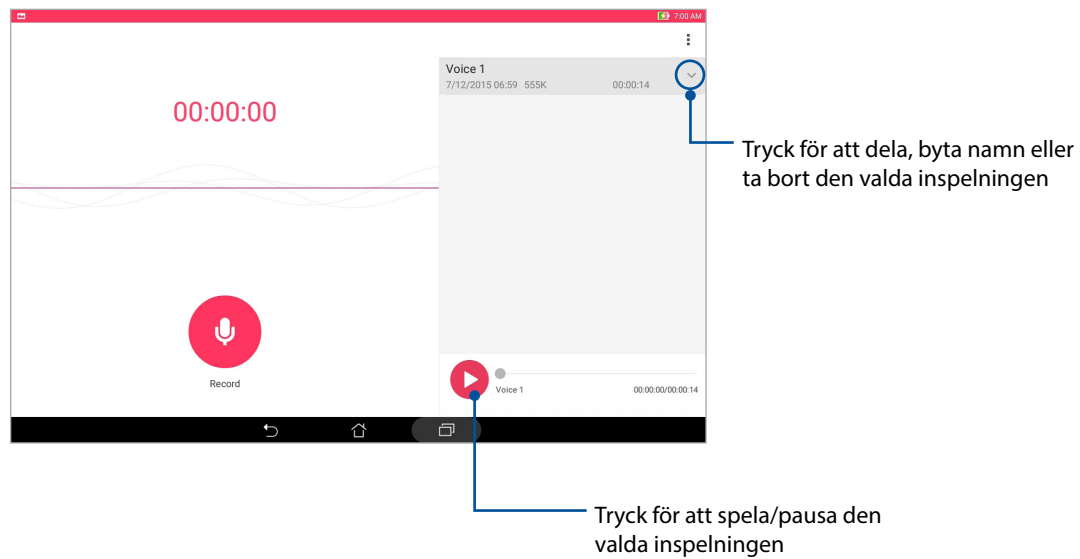 7:00 AM
Voice 1
7/12/2015 06:59 555K 00:00:14
00:00:00
Tryck för att dela, byta namn eller
ta bort den valda inspelningen
Record
Voice 1 00:00:00/00:00:14
Tryck för att spela/pausa den
valda inspelningen